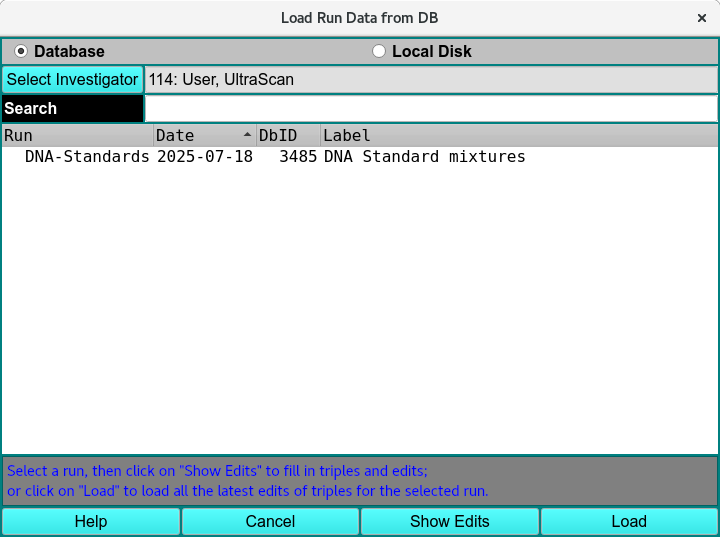 Load Run Data from DB ×
Database Local Disk
Select Investigator 114: User, UltraScan
Search
Run Date DbID Label
DNA-Standards 2025-07-18 3485 DNA Standard mixtures
Select a run, then click on "Show Edits" to fill in triples and edits;
or click on "Load" to load all the latest edits of triples for the selected run.
Help Cancel Show Edits Load